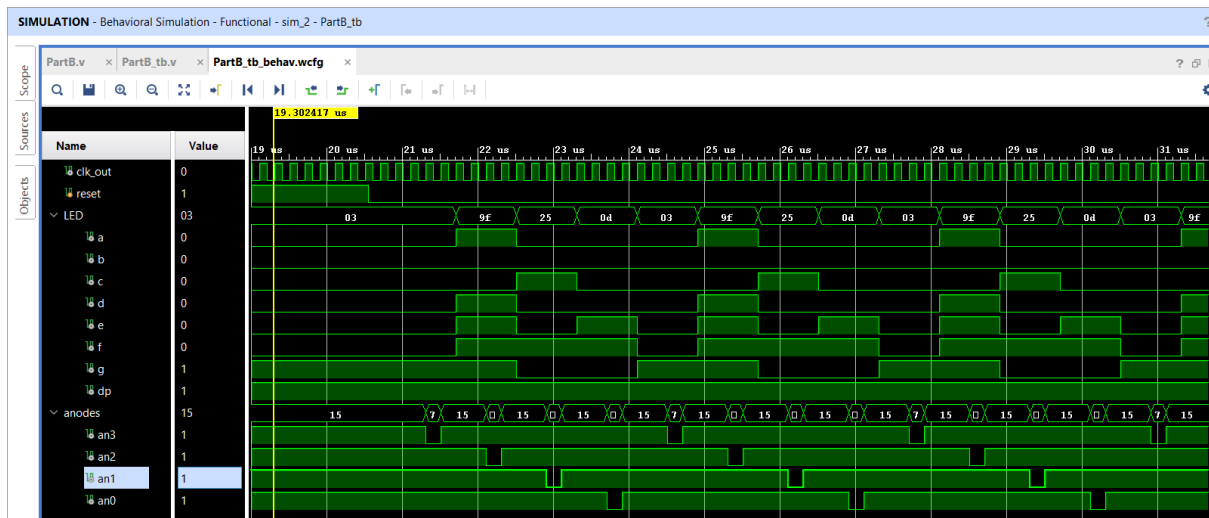 SIMULATION - Behavioral Simulation - Functional - sim_2 - PartB_tb ?
PartB.v × PartB_tb.v × PartB_tb_behav.wcfg × ?
Scope
Sources
Objects
19.302417 us
Name Value 19 us 20 us 21 us 22 us 23 us 24 us 25 us 26 us 27 us 28 us 29 us 30 us 31 us
clk_out 0
reset 1
LED 03 03 9f 25 0d 03 9f 25 0d 03 9f 25 0d 03 9f
a 0
b 0
c 0
d 0
e 0
f 0
g 1
dp 1
anodes 15 15 7 15 15 15 15 7 15 15 15 15 7 15 15 15 15 7 15
an3 1
an2 1
an1 1
an0 1